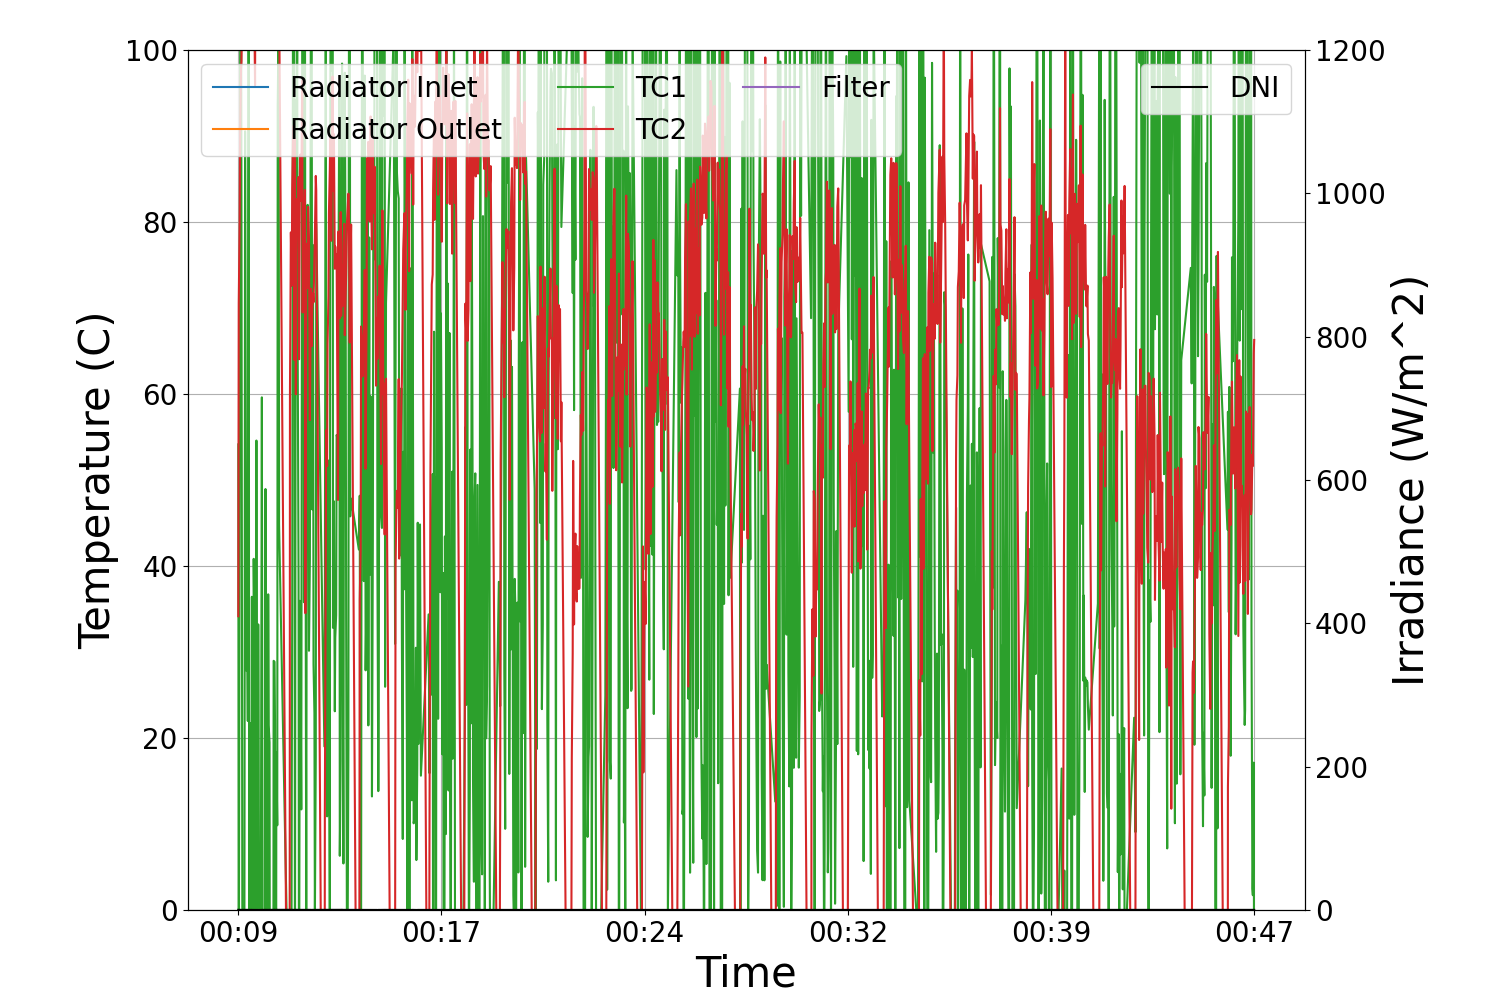 100
80
60
40
20
0
Temperature (C)
Radiator Inlet
Radiator Outlet
TC1
TC2
Filter
DNI
1200
1000
800
600
400
200
0
Irradiance (W/m^2)
00:09
00:17
00:24
00:32
00:39
00:47
Time